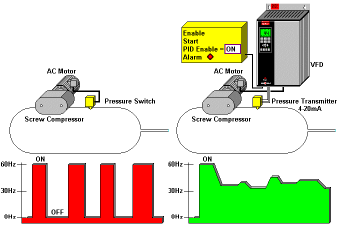 Enable
Start
PID Enable = ON
Alarm
VFD
AC Motor
Pressure Switch
Screw Compressor
AC Motor
Pressure Transmitter
4-20mA
Screw Compressor
60Hz
ON
30Hz
OFF
0Hz
60Hz
ON
30Hz
0Hz